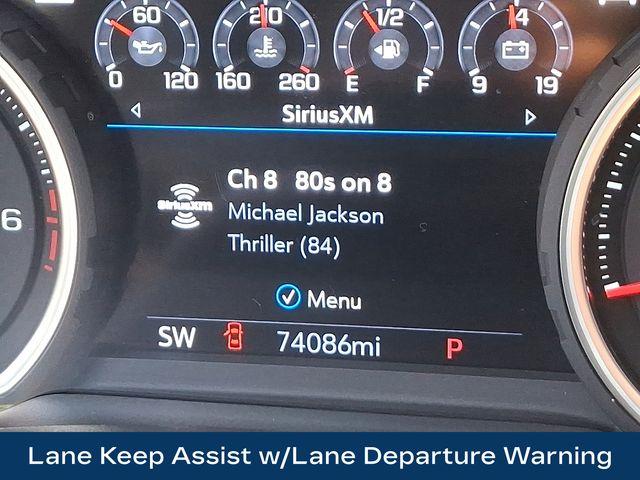 60 210 1/2 14
0 120 160 260 E F 9 19
SiriusXM
Ch 8 80s on 8
SiriusXM
Michael Jackson
Thriller (84)
6
Menu
SW 74086mi P
Lane Keep Assist w/Lane Departure Warning